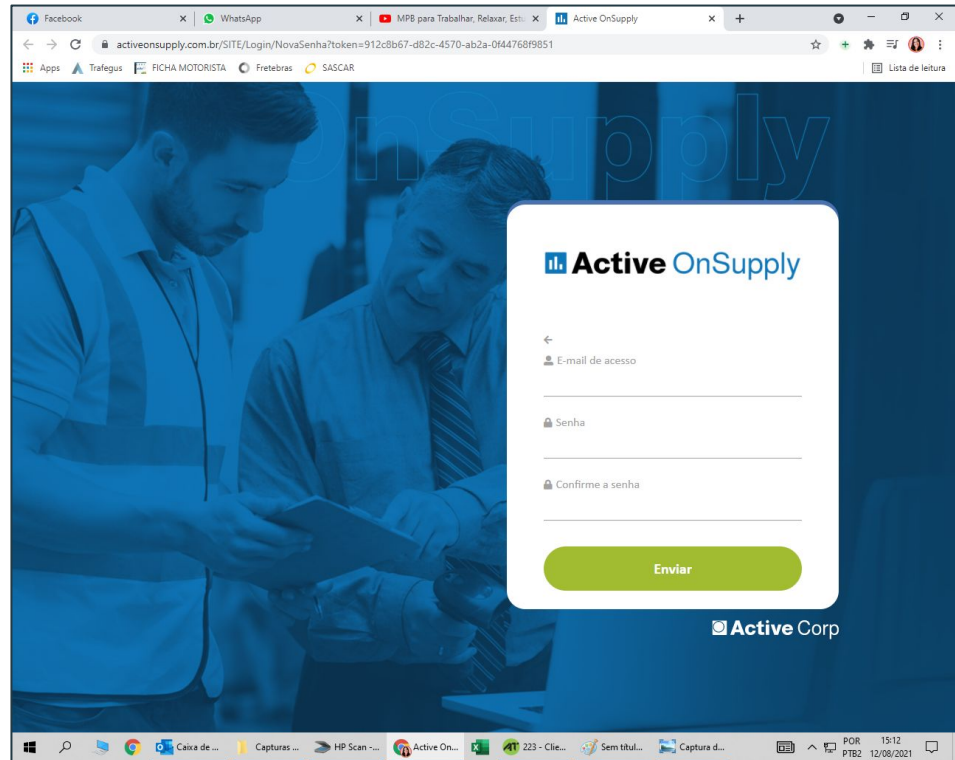 Facebook
WhatsApp
MPB para Trabalhar, Relaxar, Estu
Active OnSupply
activeonsupply.com.br/SITE/Login/NovaSenha?token=912c8b67-d82c-4570-ab2a-0f44768f9851
Apps
Trafegus
FICHA MOTORISTA
Fretebras
SASCAR
Lista de leitura
OnSupply
Active OnSupply
E-mail de acesso
Senha
Confirme a senha
Enviar
Active Corp
Caixa de ...
Capturas ...
HP Scan -...
Active On...
223 - Clie...
Sem títul...
Captura d...
POR
PTB2
15:12
12/08/2021